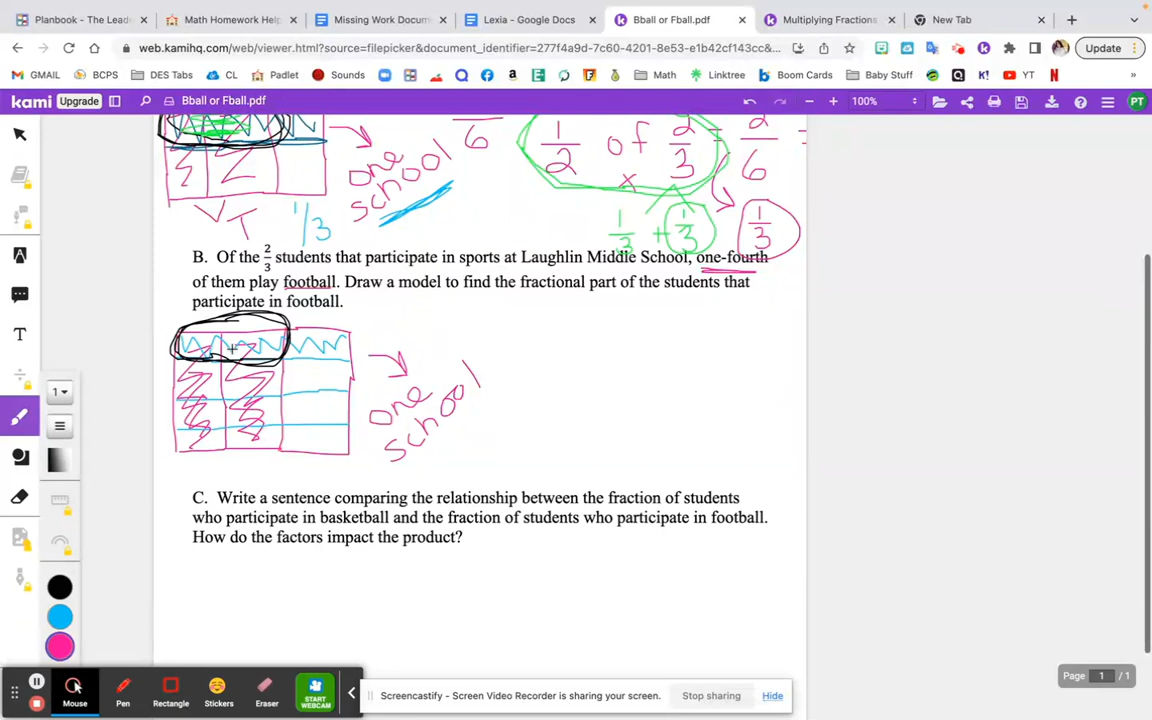 Planbook - The Leade
Math Homework Help
Missing Work Docum
Lexia - Google Docs
Bball or Fball.pdf
Multiplying Fractions
New Tab
web.kamihq.com/web/viewer.html?source=filepicker&document_identifier=277f4a9d-7c60-4201-8e53-e1b42cf143cc&...
Update
GMAIL
BCPS
DES Tabs
CL
Padlet
Sounds
Math
Linktree
Boom Cards
Baby Stuff
K!
YT
kami
Upgrade
Bball or Fball.pdf
100%
PT
6
1/2 of 2/3 = 2/6 =
x
one school
VT 1/3
1/3 + 1/3
1/3
B. Of the 2/3 students that participate in sports at Laughlin Middle School, one-fourth
of them play football. Draw a model to find the fractional part of the students that
participate in football.
one
school
C. Write a sentence comparing the relationship between the fraction of students
who participate in basketball and the fraction of students who participate in football.
How do the factors impact the product?
1
Page 1 / 1
Mouse
Pen
Rectangle
Stickers
Eraser
START WEBCAM
Screencastify - Screen Video Recorder is sharing your screen.
Stop sharing
Hide